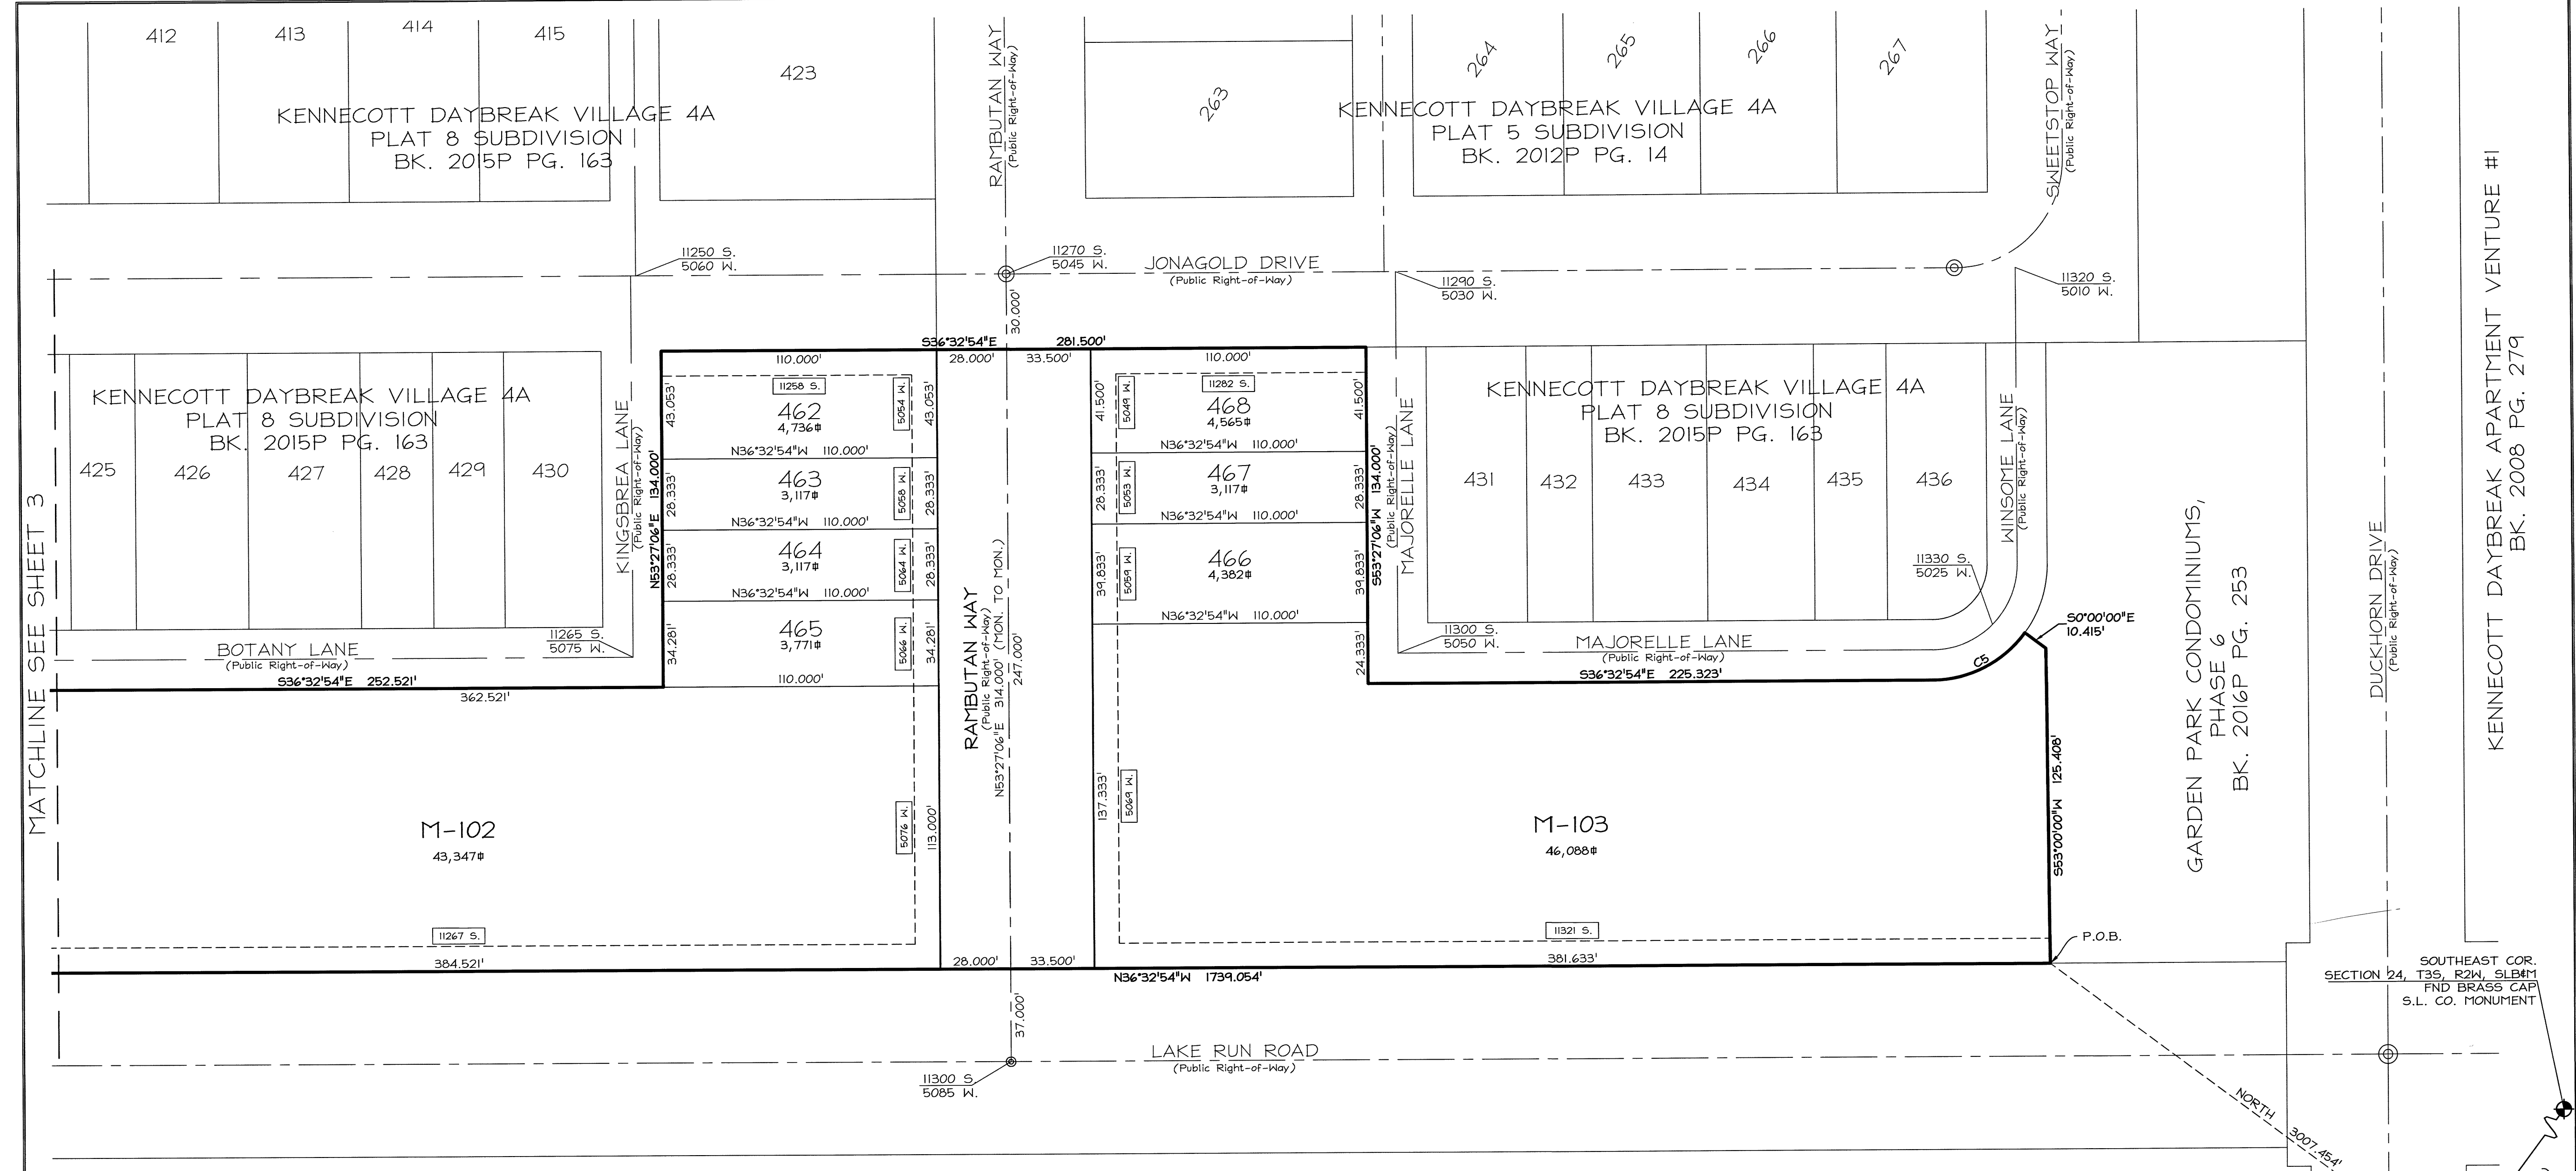 412
413
414
415
423
KENNECOTT DAYBREAK VILLAGE 4A
PLAT 8 SUBDIVISION
BK. 2015P PG. 163
RAMBUTAN WAY
(Public Right-of-Way)
263
264
265
266
267
KENNECOTT DAYBREAK VILLAGE 4A
PLAT 5 SUBDIVISION
BK. 2012P PG. 14
SWEETSTOP WAY
(Public Right-of-Way)
11250 S.
5060 W.
11270 S.
5045 W.
JONAGOLD DRIVE
(Public Right-of-Way)
11290 S.
5030 W.
11320 S.
5010 W.
30.000'
S36°32'54"E 281.500'
110.000'
28.000'
33.500'
110.000'
KENNECOTT DAYBREAK VILLAGE 4A
PLAT 8 SUBDIVISION
BK. 2015P PG. 163
425
426
427
428
429
430
KINGSBREA LANE
(Public Right-of-Way)
N53°27'06"E 134.000'
43.053'
28.333'
28.333'
34.281'
11258 S.
462
4,736⌽
5054 W.
43.053'
N36°32'54"W 110.000'
463
3,117⌽
5058 W.
28.333'
N36°32'54"W 110.000'
464
3,117⌽
5064 W.
28.333'
N36°32'54"W 110.000'
465
3,771⌽
5066 W.
34.281'
110.000'
RAMBUTAN WAY
(Public Right-of-Way)
N53°27'06"E 314.000' (MON. TO MON.)
247.000'
41.500'
5049 W.
11282 S.
468
4,565⌽
41.500'
N36°32'54"W 110.000'
28.333'
5053 W.
467
3,117⌽
28.333'
N36°32'54"W 110.000'
39.833'
5059 W.
466
4,382⌽
39.833'
N36°32'54"W 110.000'
24.333'
S53°27'06"W 134.000'
(Public Right-of-Way)
MAJORELLE LANE
KENNECOTT DAYBREAK VILLAGE 4A
PLAT 8 SUBDIVISION
BK. 2015P PG. 163
431
432
433
434
435
436
WINSOME LANE
(Public Right-of-Way)
11330 S.
5025 W.
S0°00'00"E
10.415'
MATCHLINE SEE SHEET 3
BOTANY LANE
(Public Right-of-Way)
11265 S.
5075 W.
S36°32'54"E 252.521'
362.521'
11300 S.
5050 W.
MAJORELLE LANE
(Public Right-of-Way)
S36°32'54"E 225.323'
C5
M-102
43,347⌽
5076 W.
113.000'
11267 S.
384.521'
137.333'
5069 W.
M-103
46,088⌽
11321 S.
S53°00'00"W 125.408'
P.O.B.
28.000'
33.500'
381.633'
N36°32'54"W 1739.054'
37.000'
LAKE RUN ROAD
(Public Right-of-Way)
11300 S.
5085 W.
GARDEN PARK CONDOMINIUMS,
PHASE 6
BK. 2016P PG. 253
DUCKHORN DRIVE
(Public Right-of-Way)
KENNECOTT DAYBREAK APARTMENT VENTURE #1
BK. 2008 PG. 279
SOUTHEAST COR.
SECTION 24, T3S, R2W, SLB&M
FND BRASS CAP
S.L. CO. MONUMENT
NORTH 3007.454'